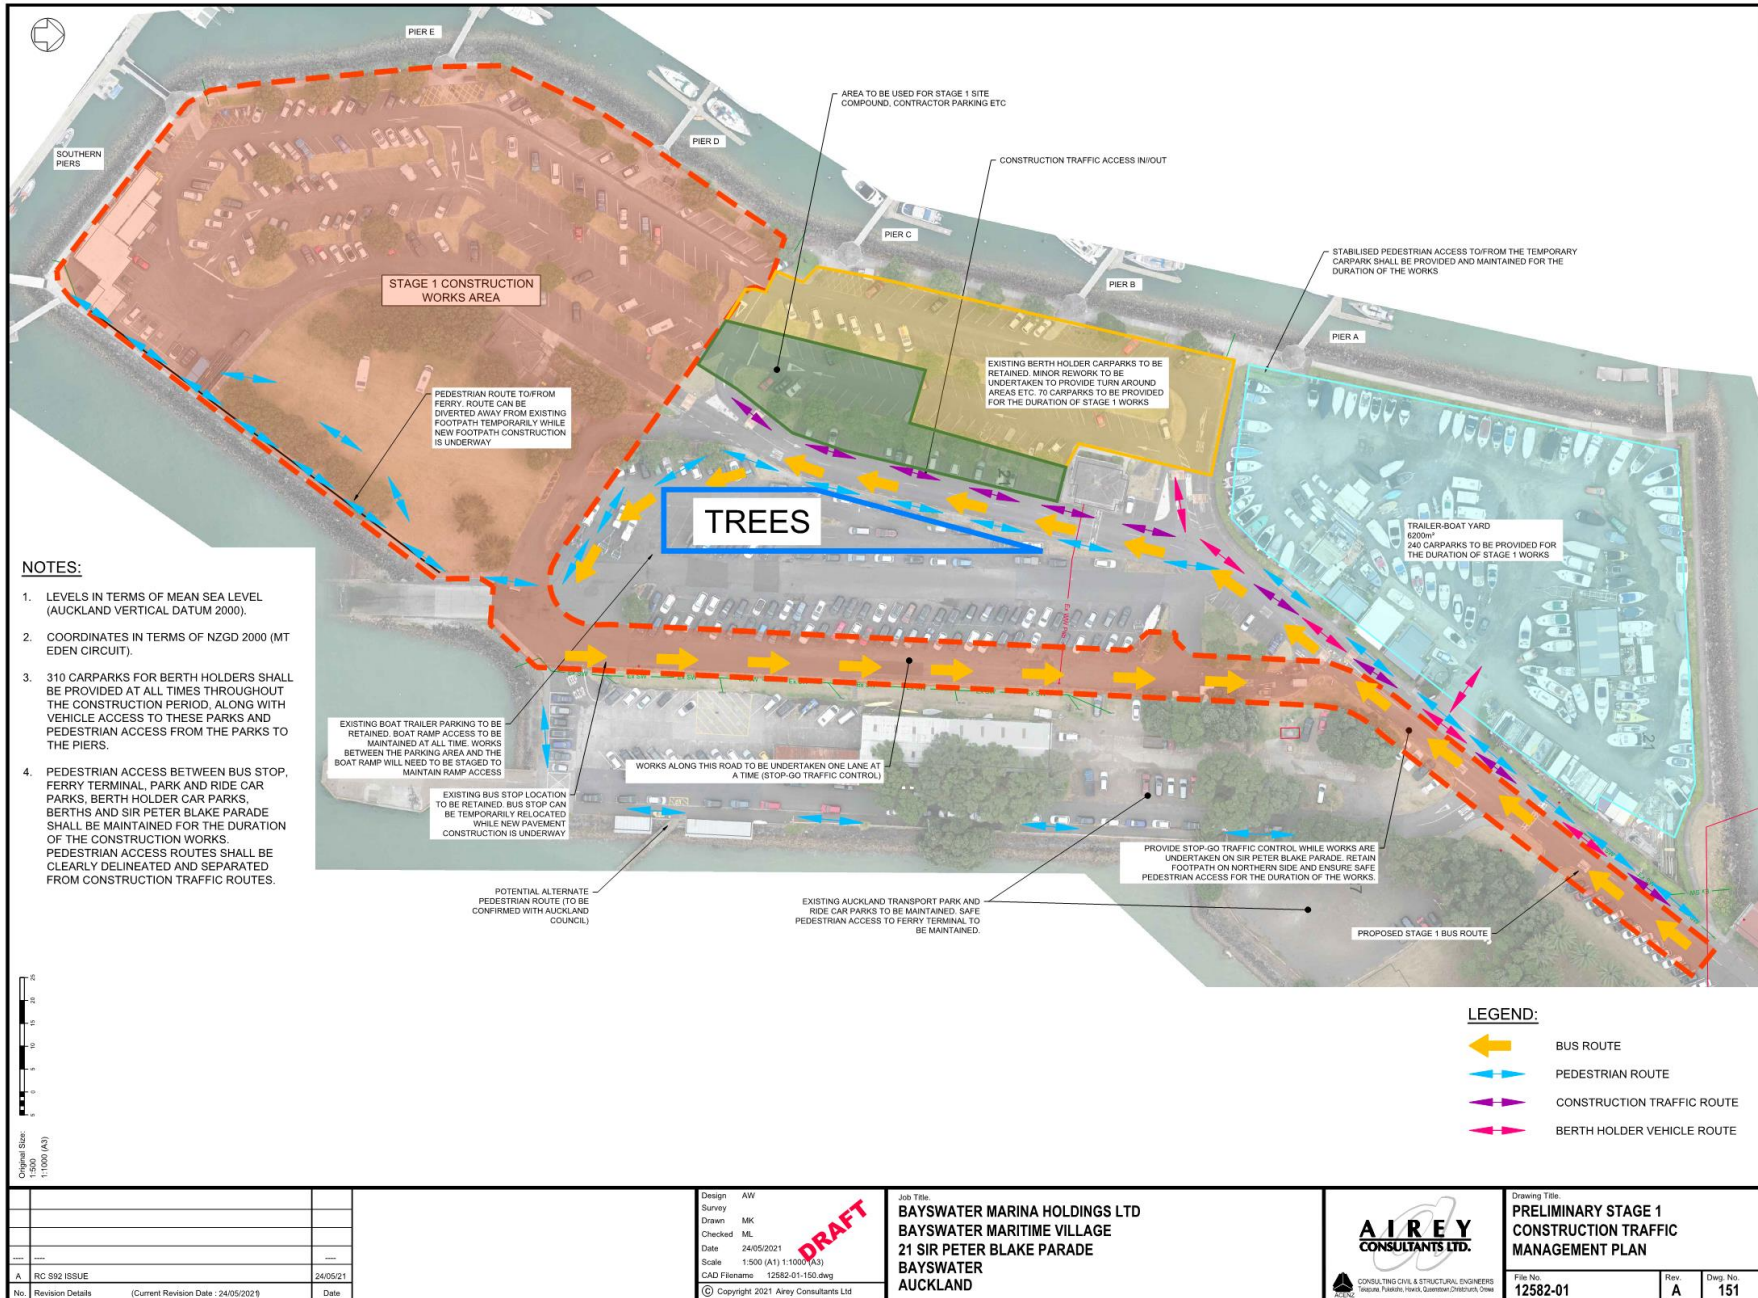 PIER E
AREA TO BE USED FOR STAGE 1 SITE
COMPOUND, CONTRACTOR PARKING ETC
PIER D
SOUTHERN
PIERS
CONSTRUCTION TRAFFIC ACCESS IN//OUT
PIER C
STABILISED PEDESTRIAN ACCESS TO/FROM THE TEMPORARY
CARPARK SHALL BE PROVIDED AND MAINTAINED FOR THE
DURATION OF THE WORKS
STAGE 1 CONSTRUCTION
WORKS AREA
PIER B
PIER A
EXISTING BERTH HOLDER CARPARKS TO BE
RETAINED. MINOR REWORK TO BE
UNDERTAKEN TO PROVIDE TURN AROUND
AREAS ETC. 70 CARPARKS TO BE PROVIDED
FOR THE DURATION OF STAGE 1 WORKS
PEDESTRIAN ROUTE TO/FROM
FERRY. ROUTE CAN BE
DIVERTED AWAY FROM EXISTING
FOOTPATH TEMPORARILY WHILE
NEW FOOTPATH CONSTRUCTION
IS UNDERWAY
21
TREES
TRAILER-BOAT YARD
6200m²
240 CARPARKS TO BE PROVIDED FOR
THE DURATION OF STAGE 1 WORKS
21
NOTES:
1. LEVELS IN TERMS OF MEAN SEA LEVEL
(AUCKLAND VERTICAL DATUM 2000).
2. COORDINATES IN TERMS OF NZGD 2000 (MT
EDEN CIRCUIT).
3. 310 CARPARKS FOR BERTH HOLDERS SHALL
BE PROVIDED AT ALL TIMES THROUGHOUT
THE CONSTRUCTION PERIOD, ALONG WITH
VEHICLE ACCESS TO THESE PARKS AND
PEDESTRIAN ACCESS FROM THE PARKS TO
THE PIERS.
4. PEDESTRIAN ACCESS BETWEEN BUS STOP,
FERRY TERMINAL, PARK AND RIDE CAR
PARKS, BERTH HOLDER CAR PARKS,
BERTHS AND SIR PETER BLAKE PARADE
SHALL BE MAINTAINED FOR THE DURATION
OF THE CONSTRUCTION WORKS.
PEDESTRIAN ACCESS ROUTES SHALL BE
CLEARLY DELINEATED AND SEPARATED
FROM CONSTRUCTION TRAFFIC ROUTES.
EXISTING BOAT TRAILER PARKING TO BE
RETAINED. BOAT RAMP ACCESS TO BE
MAINTAINED AT ALL TIME. WORKS
BETWEEN THE PARKING AREA AND THE
BOAT RAMP WILL NEED TO BE STAGED TO
MAINTAIN RAMP ACCESS
WORKS ALONG THIS ROAD TO BE UNDERTAKEN ONE LANE AT
A TIME (STOP-GO TRAFFIC CONTROL)
EXISTING BUS STOP LOCATION
TO BE RETAINED. BUS STOP CAN
BE TEMPORARILY RELOCATED
WHILE NEW PAVEMENT
CONSTRUCTION IS UNDERWAY
PROVIDE STOP-GO TRAFFIC CONTROL WHILE WORKS ARE
UNDERTAKEN ON SIR PETER BLAKE PARADE. RETAIN
FOOTPATH ON NORTHERN SIDE AND ENSURE SAFE
PEDESTRIAN ACCESS FOR THE DURATION OF THE WORKS.
POTENTIAL ALTERNATE
PEDESTRIAN ROUTE (TO BE
CONFIRMED WITH AUCKLAND
COUNCIL)
EXISTING AUCKLAND TRANSPORT PARK AND
RIDE CAR PARKS TO BE MAINTAINED. SAFE
PEDESTRIAN ACCESS TO FERRY TERMINAL TO
BE MAINTAINED.
PROPOSED STAGE 1 BUS ROUTE
LEGEND:
BUS ROUTE
PEDESTRIAN ROUTE
CONSTRUCTION TRAFFIC ROUTE
BERTH HOLDER VEHICLE ROUTE
25
20
15
10
5
0
5
Original Size:
1:500
1:1000 (A3)
---- ---- ----
A RC S92 ISSUE 24/05/21
No. Revision Details (Current Revision Date : 24/05/2021) Date
Design AW
Survey
Drawn MK
Checked ML
Date 24/05/2021
Scale 1:500 (A1) 1:1000 (A3)
CAD Filename 12582-01-150.dwg
© Copyright 2021 Airey Consultants Ltd
DRAFT
Job Title.
BAYSWATER MARINA HOLDINGS LTD
BAYSWATER MARITIME VILLAGE
21 SIR PETER BLAKE PARADE
BAYSWATER
AUCKLAND
AIREY
CONSULTANTS LTD.
CONSULTING CIVIL & STRUCTURAL ENGINEERS
Takapuna, Pukekohe, Howick, Queenstown, Christchurch, Orewa
ACENZ
Drawing Title.
PRELIMINARY STAGE 1
CONSTRUCTION TRAFFIC
MANAGEMENT PLAN
File No.
12582-01
Rev.
A
Dwg. No.
151